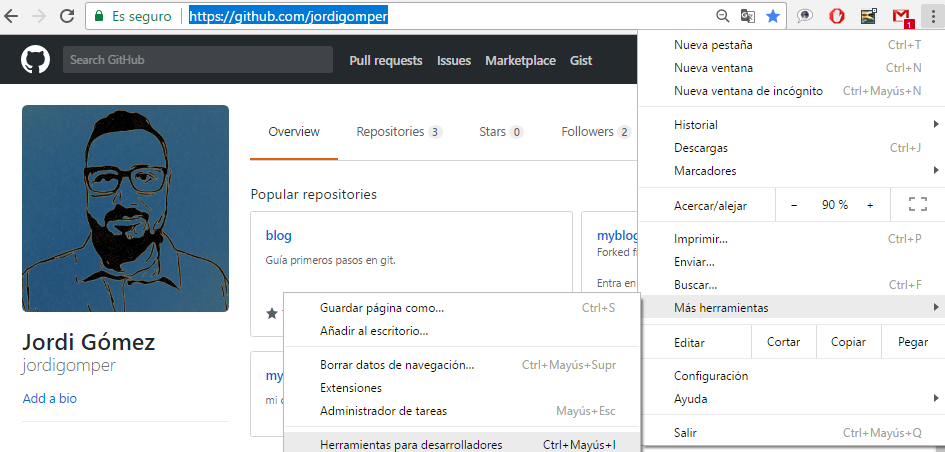 Es seguro | https://github.com/jordigomper
1
Search GitHub
Pull requests Issues Marketplace Gist
Overview Repositories 3 Stars 0 Followers 2
Popular repositories
blog
Guía primeros pasos en git.
myblog
Forked f
Entra en
Jordi Gómez
jordigomper
Add a bio
my
mi
Nueva pestaña Ctrl+T
Nueva ventana Ctrl+N
Nueva ventana de incógnito Ctrl+Mayús+N
Historial
Descargas Ctrl+J
Marcadores
Acercar/alejar − 90 % +
Imprimir... Ctrl+P
Enviar...
Buscar... Ctrl+F
Más herramientas
Editar Cortar Copiar Pegar
Configuración
Ayuda
Salir Ctrl+Mayús+Q
Guardar página como... Ctrl+S
Añadir al escritorio...
Borrar datos de navegación... Ctrl+Mayús+Supr
Extensiones
Administrador de tareas Mayús+Esc
Herramientas para desarrolladores Ctrl+Mayús+I